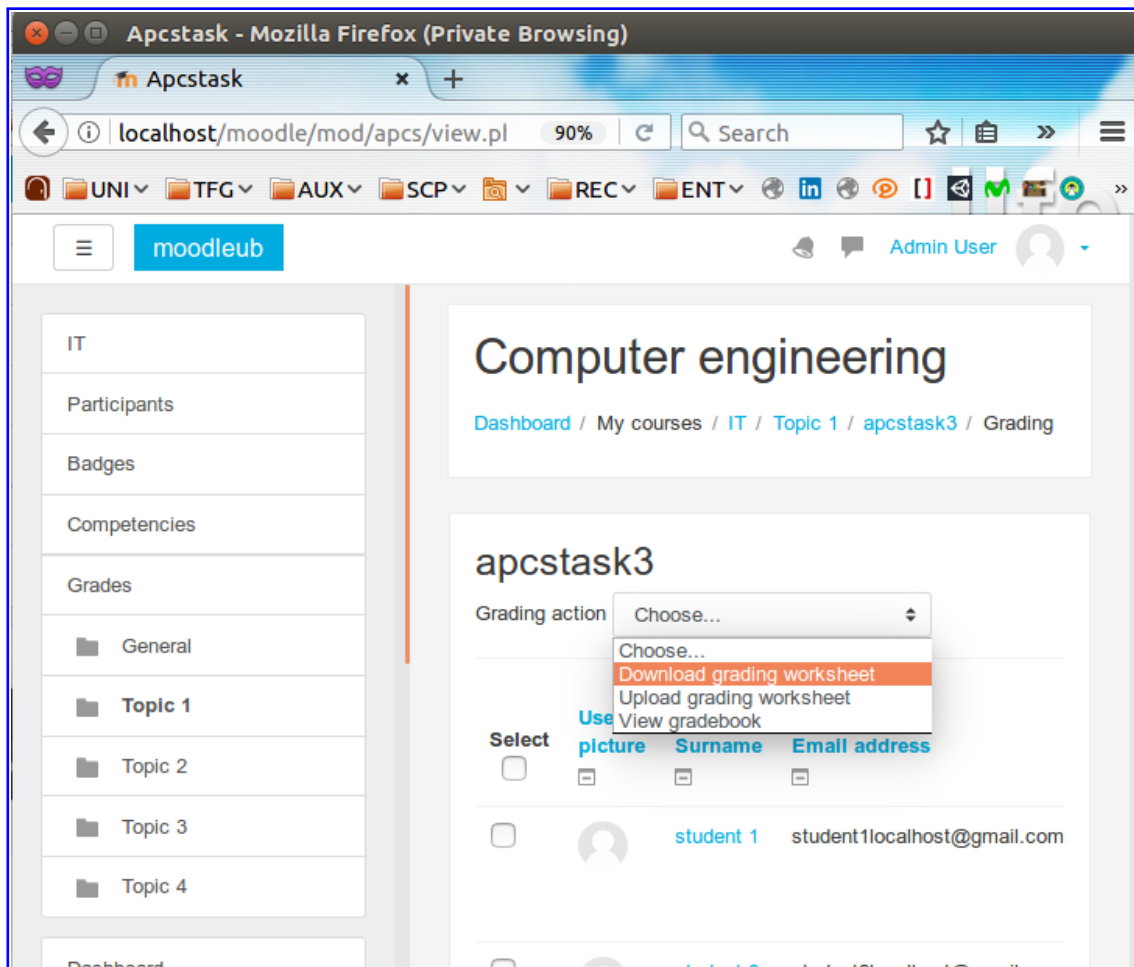 Apcstask - Mozilla Firefox (Private Browsing)
Apcstask × +
localhost/moodle/mod/apcs/view.pl 90% Search »
UNI TFG AUX SCP REC ENT in [] »
moodleub Admin User
IT
Participants
Badges
Competencies
Grades
General
Topic 1
Topic 2
Topic 3
Topic 4
Computer engineering
Dashboard / My courses / IT / Topic 1 / apcstask3 / Grading
apcstask3
Grading action Choose...
Choose...
Download grading worksheet
Upload grading worksheet
View gradebook
Select
Use
picture Surname Email address
student 1 student1localhost@gmail.com